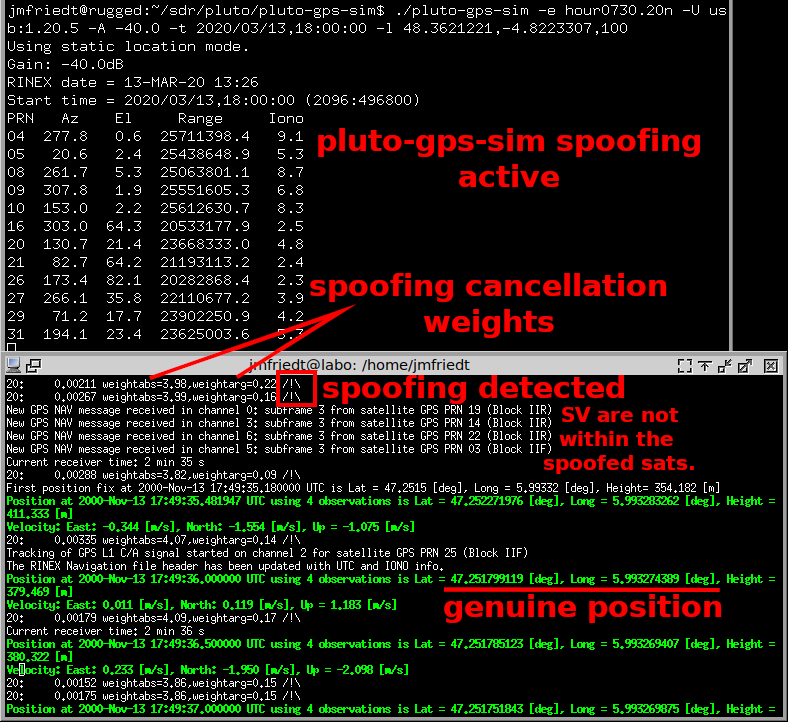 jmfriedt@rugged:~/sdr/pluto/pluto-gps-sim$ ./pluto-gps-sim -e hour0730.20n -U us
b:1.20.5 -A -40.0 -t 2020/03/13,18:00:00 -l 48.3621221,-4.8223307,100
Using static location mode.
Gain: -40.0dB
RINEX date = 13-MAR-20 13:26
Start time = 2020/03/13,18:00:00 (2096:496800)
PRN Az El Range Iono
04 277.8 0.6 25711398.4 9.1
05 20.6 2.4 25438648.9 5.3
08 261.7 5.3 25063801.1 8.7
09 307.8 1.9 25551605.3 6.8
10 153.0 2.2 25612630.7 8.3
16 303.0 64.3 20533177.9 2.5
20 130.7 21.4 23668333.0 4.8
21 82.7 64.2 21193113.2 2.4
26 173.4 82.1 20282868.4 2.3
27 266.1 35.8 22110677.2 3.9
29 71.2 17.7 23902250.9 4.2
31 194.1 23.4 23625003.6 5.3
pluto-gps-sim spoofing
active
spoofing cancellation
weights
jmfriedt@labo: /home/jmfriedt
20: 0.00211 weightabs=3.98,weightarg=0.22 /!\
20: 0.00267 weightabs=3.99,weightarg=0.16 /!\
spoofing detected
New GPS NAV message received in channel 0: subframe 3 from satellite GPS PRN 19 (Block IIR)
New GPS NAV message received in channel 3: subframe 3 from satellite GPS PRN 14 (Block IIR)
New GPS NAV message received in channel 6: subframe 3 from satellite GPS PRN 22 (Block IIR)
New GPS NAV message received in channel 5: subframe 3 from satellite GPS PRN 03 (Block IIF)
SV are not
within the
spoofed sats.
Current receiver time: 2 min 35 s
20: 0.00288 weightabs=3.82,weightarg=0.09 /!\
First position fix at 2000-Nov-13 17:49:35.180000 UTC is Lat = 47.2515 [deg], Long = 5.99332 [deg], Height= 354.182 [m]
Position at 2000-Nov-13 17:49:35.481947 UTC using 4 observations is Lat = 47.252271976 [deg], Long = 5.993283262 [deg], Height =
411.333 [m]
Velocity: East: -0.344 [m/s], North: -1.554 [m/s], Up = -1.075 [m/s]
20: 0.00335 weightabs=4.07,weightarg=0.14 /!\
Tracking of GPS L1 C/A signal started on channel 2 for satellite GPS PRN 25 (Block IIF)
The RINEX Navigation file header has been updated with UTC and IONO info.
Position at 2000-Nov-13 17:49:36.000000 UTC using 4 observations is Lat = 47.251799119 [deg], Long = 5.993274389 [deg], Height =
379.469 [m]
Velocity: East: 0.011 [m/s], North: 0.119 [m/s], Up = 1.183 [m/s]
genuine position
20: 0.00179 weightabs=4.09,weightarg=0.17 /!\
Current receiver time: 2 min 36 s
Position at 2000-Nov-13 17:49:36.500000 UTC using 4 observations is Lat = 47.251785123 [deg], Long = 5.993269407 [deg], Height =
380.322 [m]
Velocity: East: 0.233 [m/s], North: -1.950 [m/s], Up = -2.098 [m/s]
20: 0.00152 weightabs=3.86,weightarg=0.15 /!\
20: 0.00175 weightabs=3.86,weightarg=0.15 /!\
Position at 2000-Nov-13 17:49:37.000000 UTC using 4 observations is Lat = 47.251751843 [deg], Long = 5.993269875 [deg], Height =